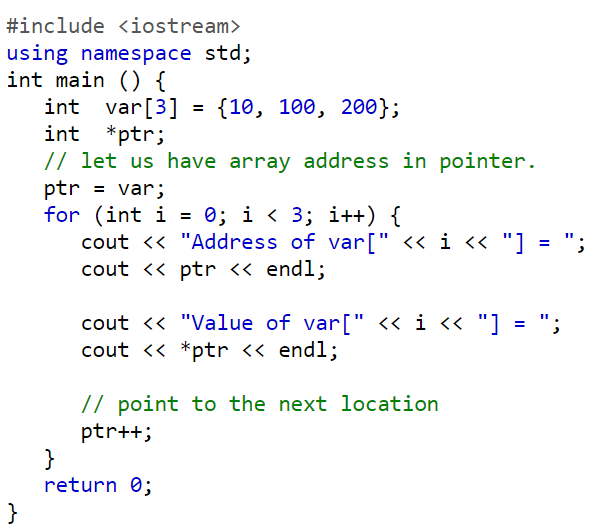 #include <iostream>
using namespace std;
int main () {
   int  var[3] = {10, 100, 200};
   int  *ptr;
   // let us have array address in pointer.
   ptr = var;
   for (int i = 0; i < 3; i++) {
      cout << "Address of var[" << i << "] = ";
      cout << ptr << endl;

      cout << "Value of var[" << i << "] = ";
      cout << *ptr << endl;

      // point to the next location
      ptr++;
   }
   return 0;
}